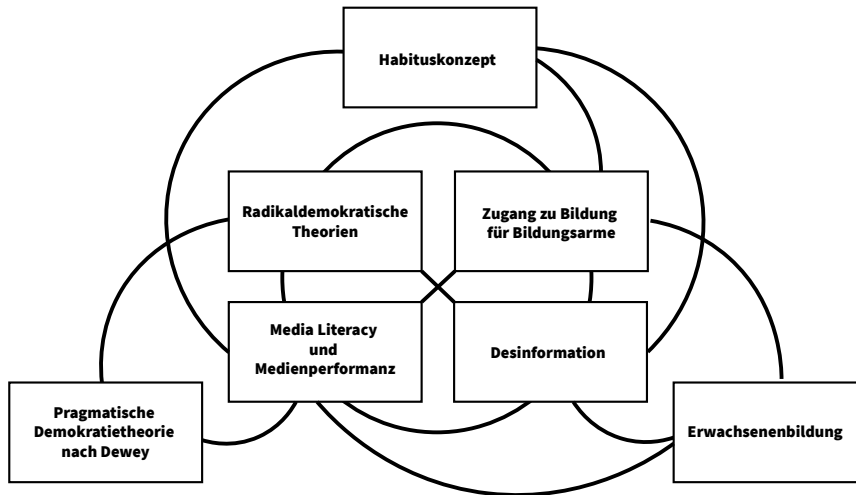 Habituskonzept
Radikaldemokratische
Theorien
Zugang zu Bildung
für Bildungsarme
Media Literacy
und
Medienperformanz
Desinformation
Pragmatische
Demokratietheorie
nach Dewey
Erwachsenenbildung